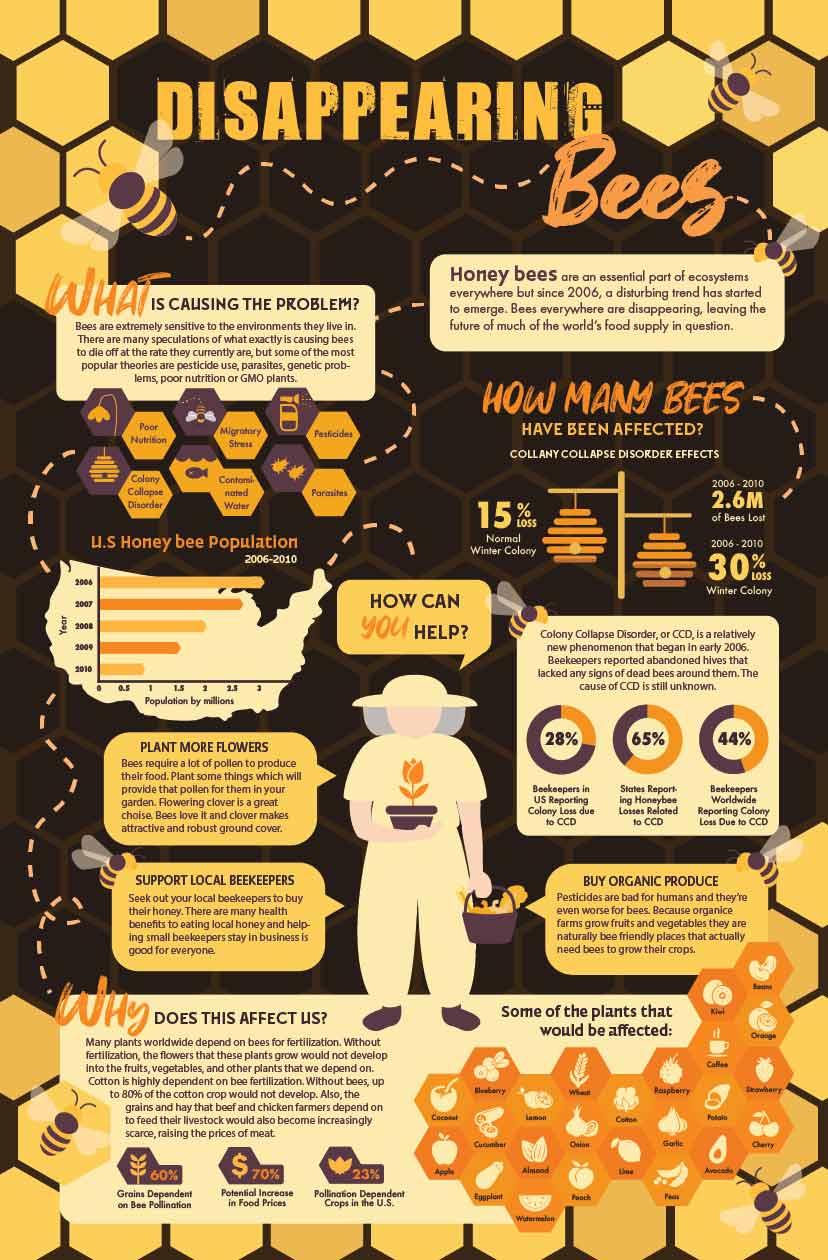 DISAPPEARING
Bees
Honey bees are an essential part of ecosystems
everywhere but since 2006, a disturbing trend has started
to emerge. Bees everywhere are disappearing, leaving the
future of much of the world's food supply in question.
WHAT IS CAUSING THE PROBLEM?
Bees are extremely sensitive to the environments they live in.
There are many speculations of what exactly is causing bees
to die off at the rate they currently are, but some of the most
popular theories are pesticide use, parasites, genetic prob-
lems, poor nutrition or GMO plants.
Poor
Nutrition
Migratory
Stress
Pesticides
Colony
Collapse
Disorder
Contami-
nated
Water
Parasites
HOW MANY BEES
HAVE BEEN AFFECTED?
COLLANY COLLAPSE DISORDER EFFECTS
15% LOSS
Normal
Winter Colony
2006 - 2010
2.6M
of Bees Lost
2006 - 2010
30% LOSS
Winter Colony
U.S Honey bee Population
2006-2010
Year
2006
2007
2008
2009
2010
0 0.5 1 1.5 2 2.5 3
Population by millions
HOW CAN
YOU HELP?
Colony Collapse Disorder, or CCD, is a relatively
new phenomenon that began in early 2006.
Beekeepers reported abandoned hives that
lacked any signs of dead bees around them. The
cause of CCD is still unknown.
28%
Beekeepers in
US Reporting
Colony Loss due
to CCD
65%
States Report-
ing Honeybee
Losses Related
to CCD
44%
Beekeepers
Worldwide
Reporting Colony
Loss Due to CCD
PLANT MORE FLOWERS
Bees require a lot of pollen to produce
their food. Plant some things which will
provide that pollen for them in your
garden. Flowering clover is a great
choise. Bees love it and clover makes
attractive and robust ground cover.
SUPPORT LOCAL BEEKEEPERS
Seek out your local beekeepers to buy
their honey. There are many health
benefits to eating local honey and help-
ing small beekeepers stay in business is
good for everyone.
BUY ORGANIC PRODUCE
Pesticides are bad for humans and they're
even worse for bees. Because organice
farms grow fruits and vegetables they are
naturally bee friendly places that actually
need bees to grow their crops.
Why DOES THIS AFFECT US?
Many plants worldwide depend on bees for fertilization. Without
fertilization, the flowers that these plants grow would not develop
into the fruits, vegetables, and other plants that we depend on.
Cotton is highly dependent on bee fertilization. Without bees, up
to 80% of the cotton crop would not develop. Also, the
grains and hay that beef and chicken farmers depend on
to feed their livestock would also become increasingly
scarce, raising the prices of meat.
60%
Grains Dependent
on Bee Pollination
$ 70%
Potential Increase
in Food Prices
23%
Pollination Dependent
Crops in the U.S.
Some of the plants that
would be affected:
Beans
Kiwi
Orange
Coffee
Strawberry
Blueberry
Wheat
Raspberry
Coconut
Lemon
Cotton
Potato
Cucumber
Onion
Garlic
Cherry
Apple
Almond
Lime
Avocado
Eggplant
Peach
Peas
Watermelon